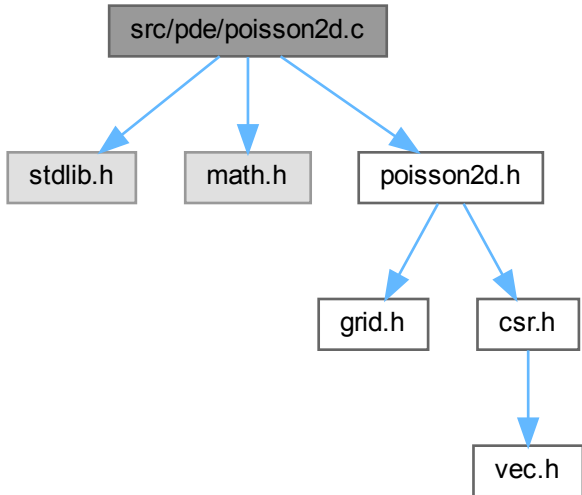 src/pde/poisson2d.c
stdlib.h
math.h
poisson2d.h
grid.h
csr.h
vec.h